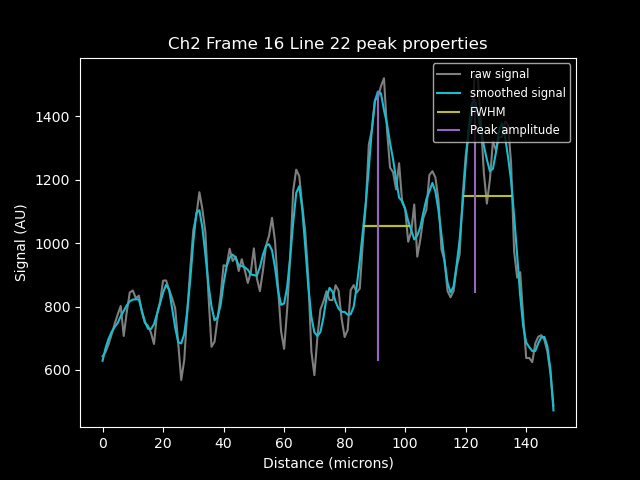 Ch2 Frame 16 Line 22 peak properties
raw signal
smoothed signal
FWHM
Peak amplitude
Signal (AU)
1400
1200
1000
800
600
0 20 40 60 80 100 120 140
Distance (microns)